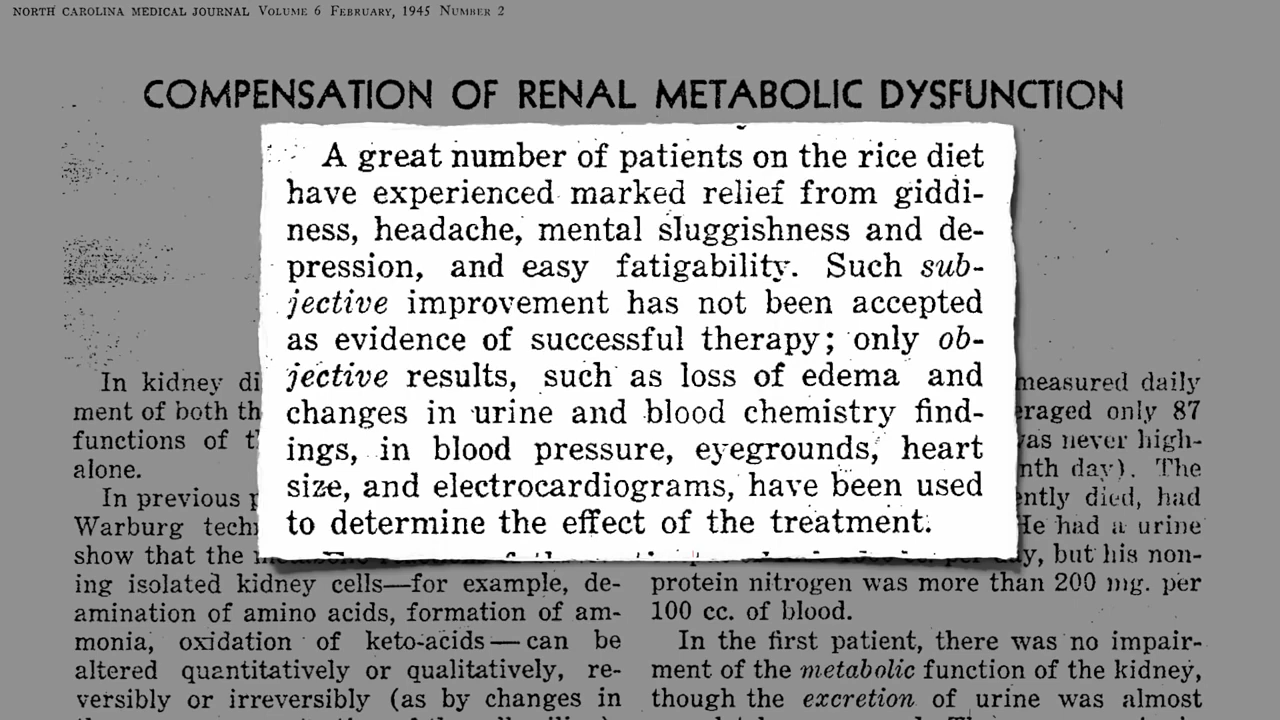 NORTH CAROLINA MEDICAL JOURNAL VOLUME 6 FEBRUARY, 1945 NUMBER 2
COMPENSATION OF RENAL METABOLIC DYSFUNCTION
A great number of patients on the rice diet
have experienced marked relief from giddi-
ness, headache, mental sluggishness and de-
pression, and easy fatigability. Such sub-
jective improvement has not been accepted
as evidence of successful therapy; only ob-
jective results, such as loss of edema and
changes in urine and blood chemistry find-
ings, in blood pressure, eyegrounds, heart
size, and electrocardiograms, have been used
to determine the effect of the treatment.
In kidney di
ment of both th
functions of t
alone.
In previous
Warburg tech
show that the
ing isolated kidney cells—for example, de-
amination of amino acids, formation of am-
monia, oxidation of keto-acids—can be
altered quantitatively or qualitatively, re-
versibly or irreversibly (as by changes in
measured daily
eraged only 87
was never high-
nth day). The
ently died, had
He had a urine
but his non-
protein nitrogen was more than 200 mg. per
100 cc. of blood.
In the first patient, there was no impair-
ment of the metabolic function of the kidney,
though the excretion of urine was almost